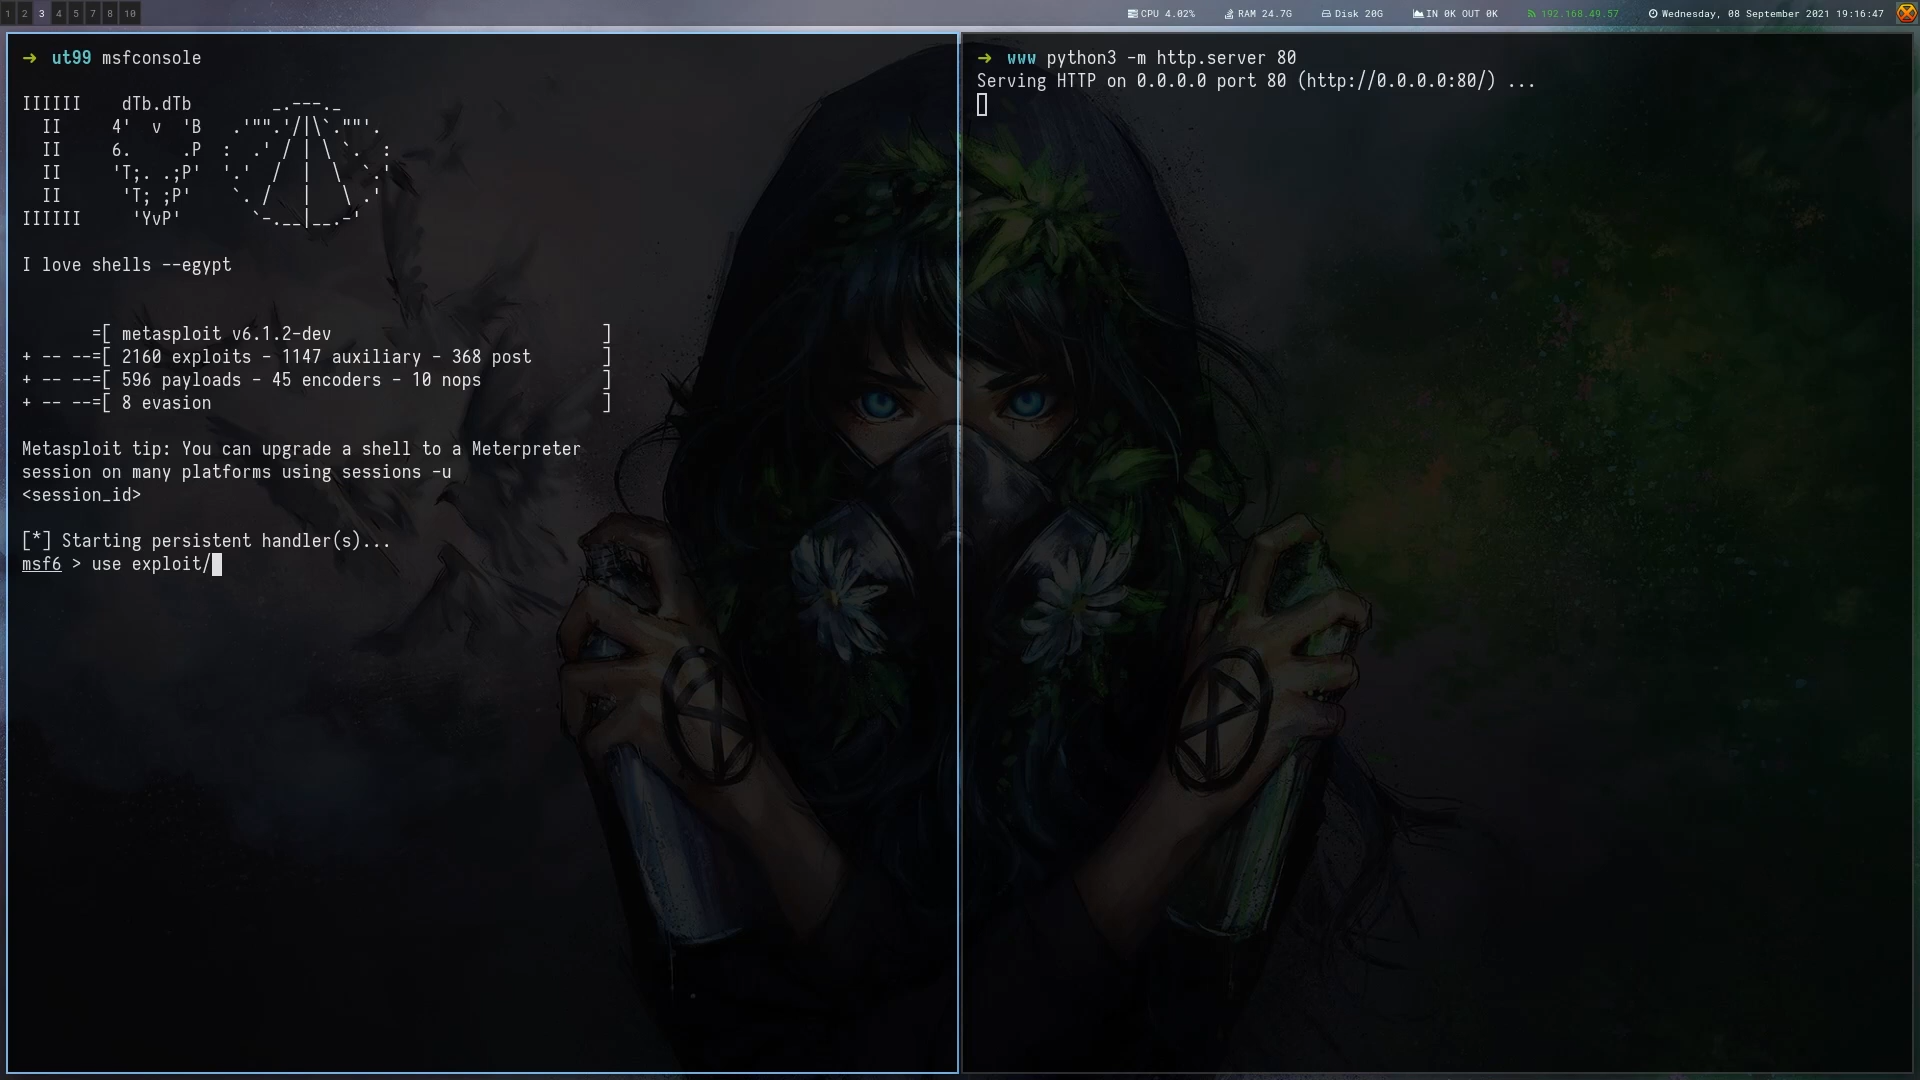 1 2 3 4 5 7 8 10
CPU 4.02% RAM 24.7G Disk 20G IN 0K OUT 0K 192.168.49.57 Wednesday, 08 September 2021 19:16:47
→ ut99 msfconsole
IIIIII    dTb.dTb        _.---._
  II     4'  v  'B   .'"".'/|\`.""'.
  II     6.     .P  :  .' / | \ `.  :
  II     'T;. .;P'  '.'  /  |  \  `.'
  II      'T; ;P'    `. /   |   \ .'
IIIIII     'YvP'       `-.__|__.-'
I love shells --egypt
       =[ metasploit v6.1.2-dev                           ]
+ -- --=[ 2160 exploits - 1147 auxiliary - 368 post       ]
+ -- --=[ 596 payloads - 45 encoders - 10 nops            ]
+ -- --=[ 8 evasion                                       ]
Metasploit tip: You can upgrade a shell to a Meterpreter
session on many platforms using sessions -u
<session_id>
[*] Starting persistent handler(s)...
msf6 > use exploit/
→ www python3 -m http.server 80
Serving HTTP on 0.0.0.0 port 80 (http://0.0.0.0:80/) ...